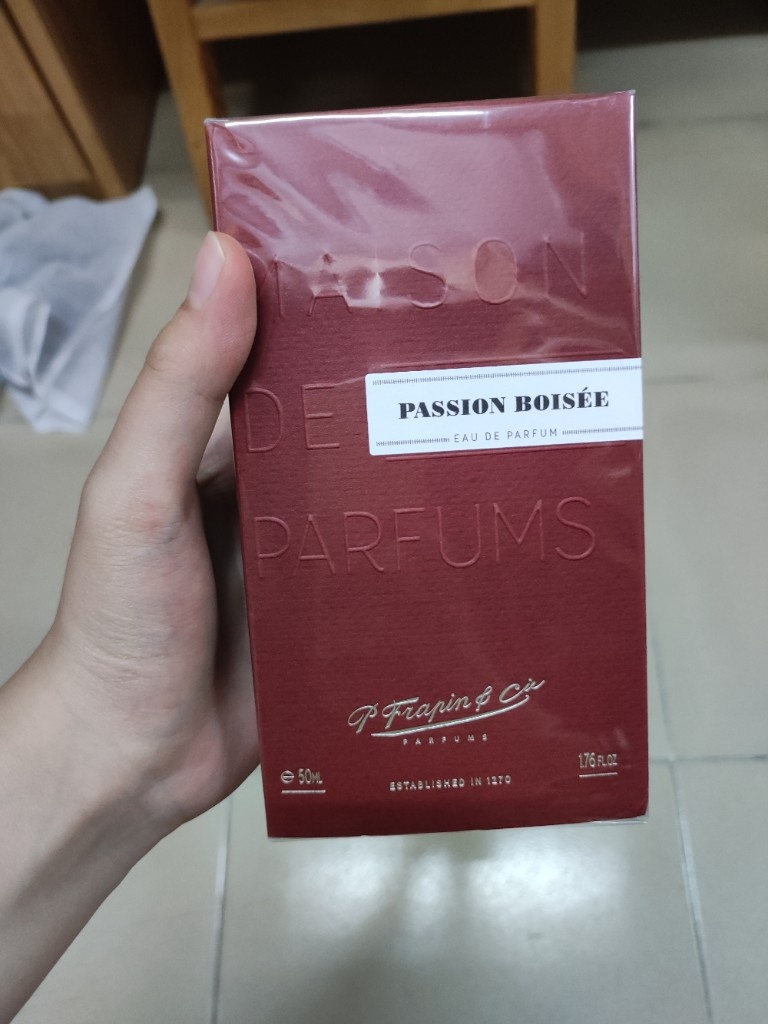 MAISON
DE
PASSION BOISÉE
EAU DE PARFUM
PARFUMS
P Frapin & Cie
PARFUMS
℮ 50ML
ESTABLISHED IN 1270
1.76 FL.OZ